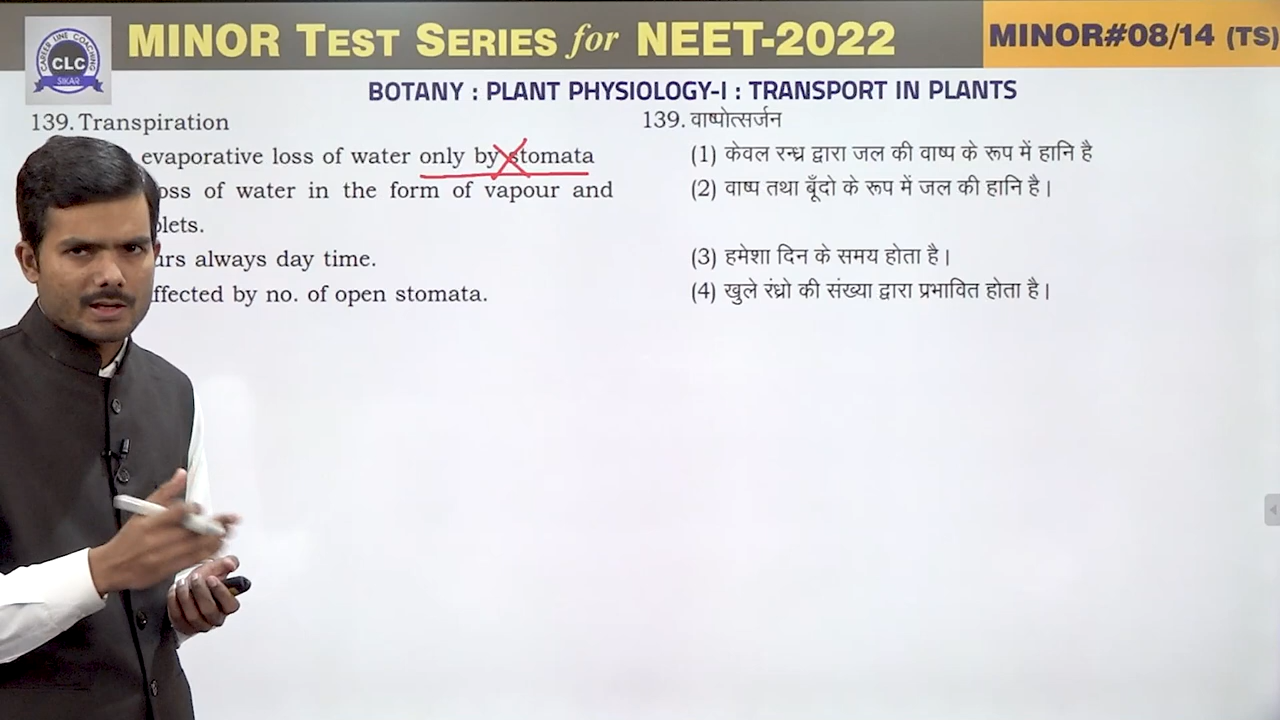 CAREER LINE COACHING
CLC
SIKAR
MINOR TEST SERIES for NEET-2022
MINOR#08/14 (TS)
BOTANY : PLANT PHYSIOLOGY-I : TRANSPORT IN PLANTS
139. Transpiration
evaporative loss of water only by stomata
loss of water in the form of vapour and
plets.
urs always day time.
ffected by no. of open stomata.
139. वाष्पोत्सर्जन
(1) केवल रन्ध्र द्वारा जल की वाष्प के रूप में हानि है
(2) वाष्प तथा बूँदो के रूप में जल की हानि है।
(3) हमेशा दिन के समय होता है।
(4) खुले रंध्रो की संख्या द्वारा प्रभावित होता है।